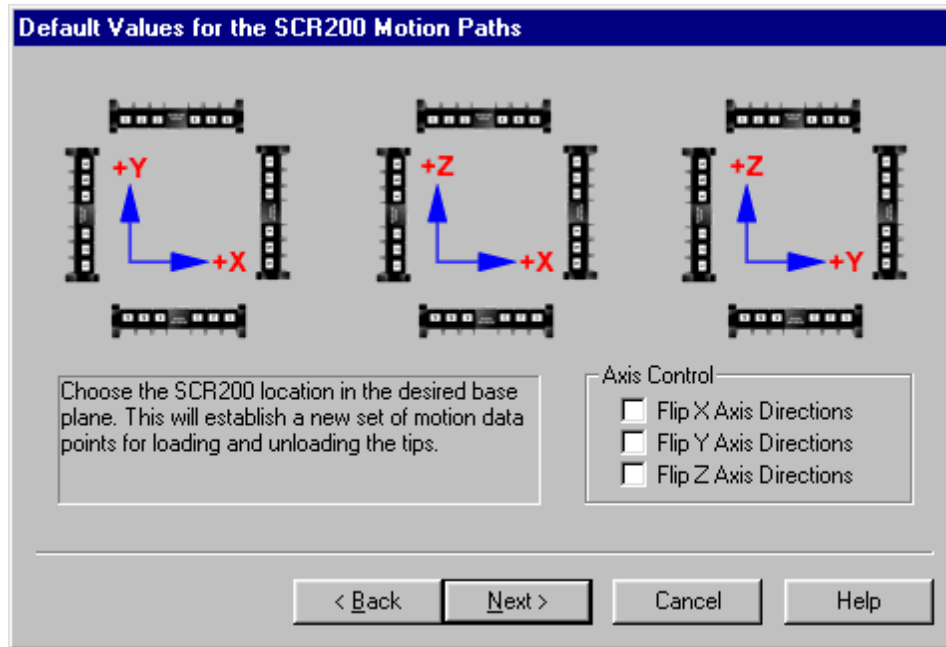 Default Values for the SCR200 Motion Paths
+Y
+X
+Z
+X
+Z
+Y
Choose the SCR200 location in the desired base
plane. This will establish a new set of motion data
points for loading and unloading the tips.
Axis Control
Flip X Axis Directions
Flip Y Axis Directions
Flip Z Axis Directions
< Back
Next >
Cancel
Help